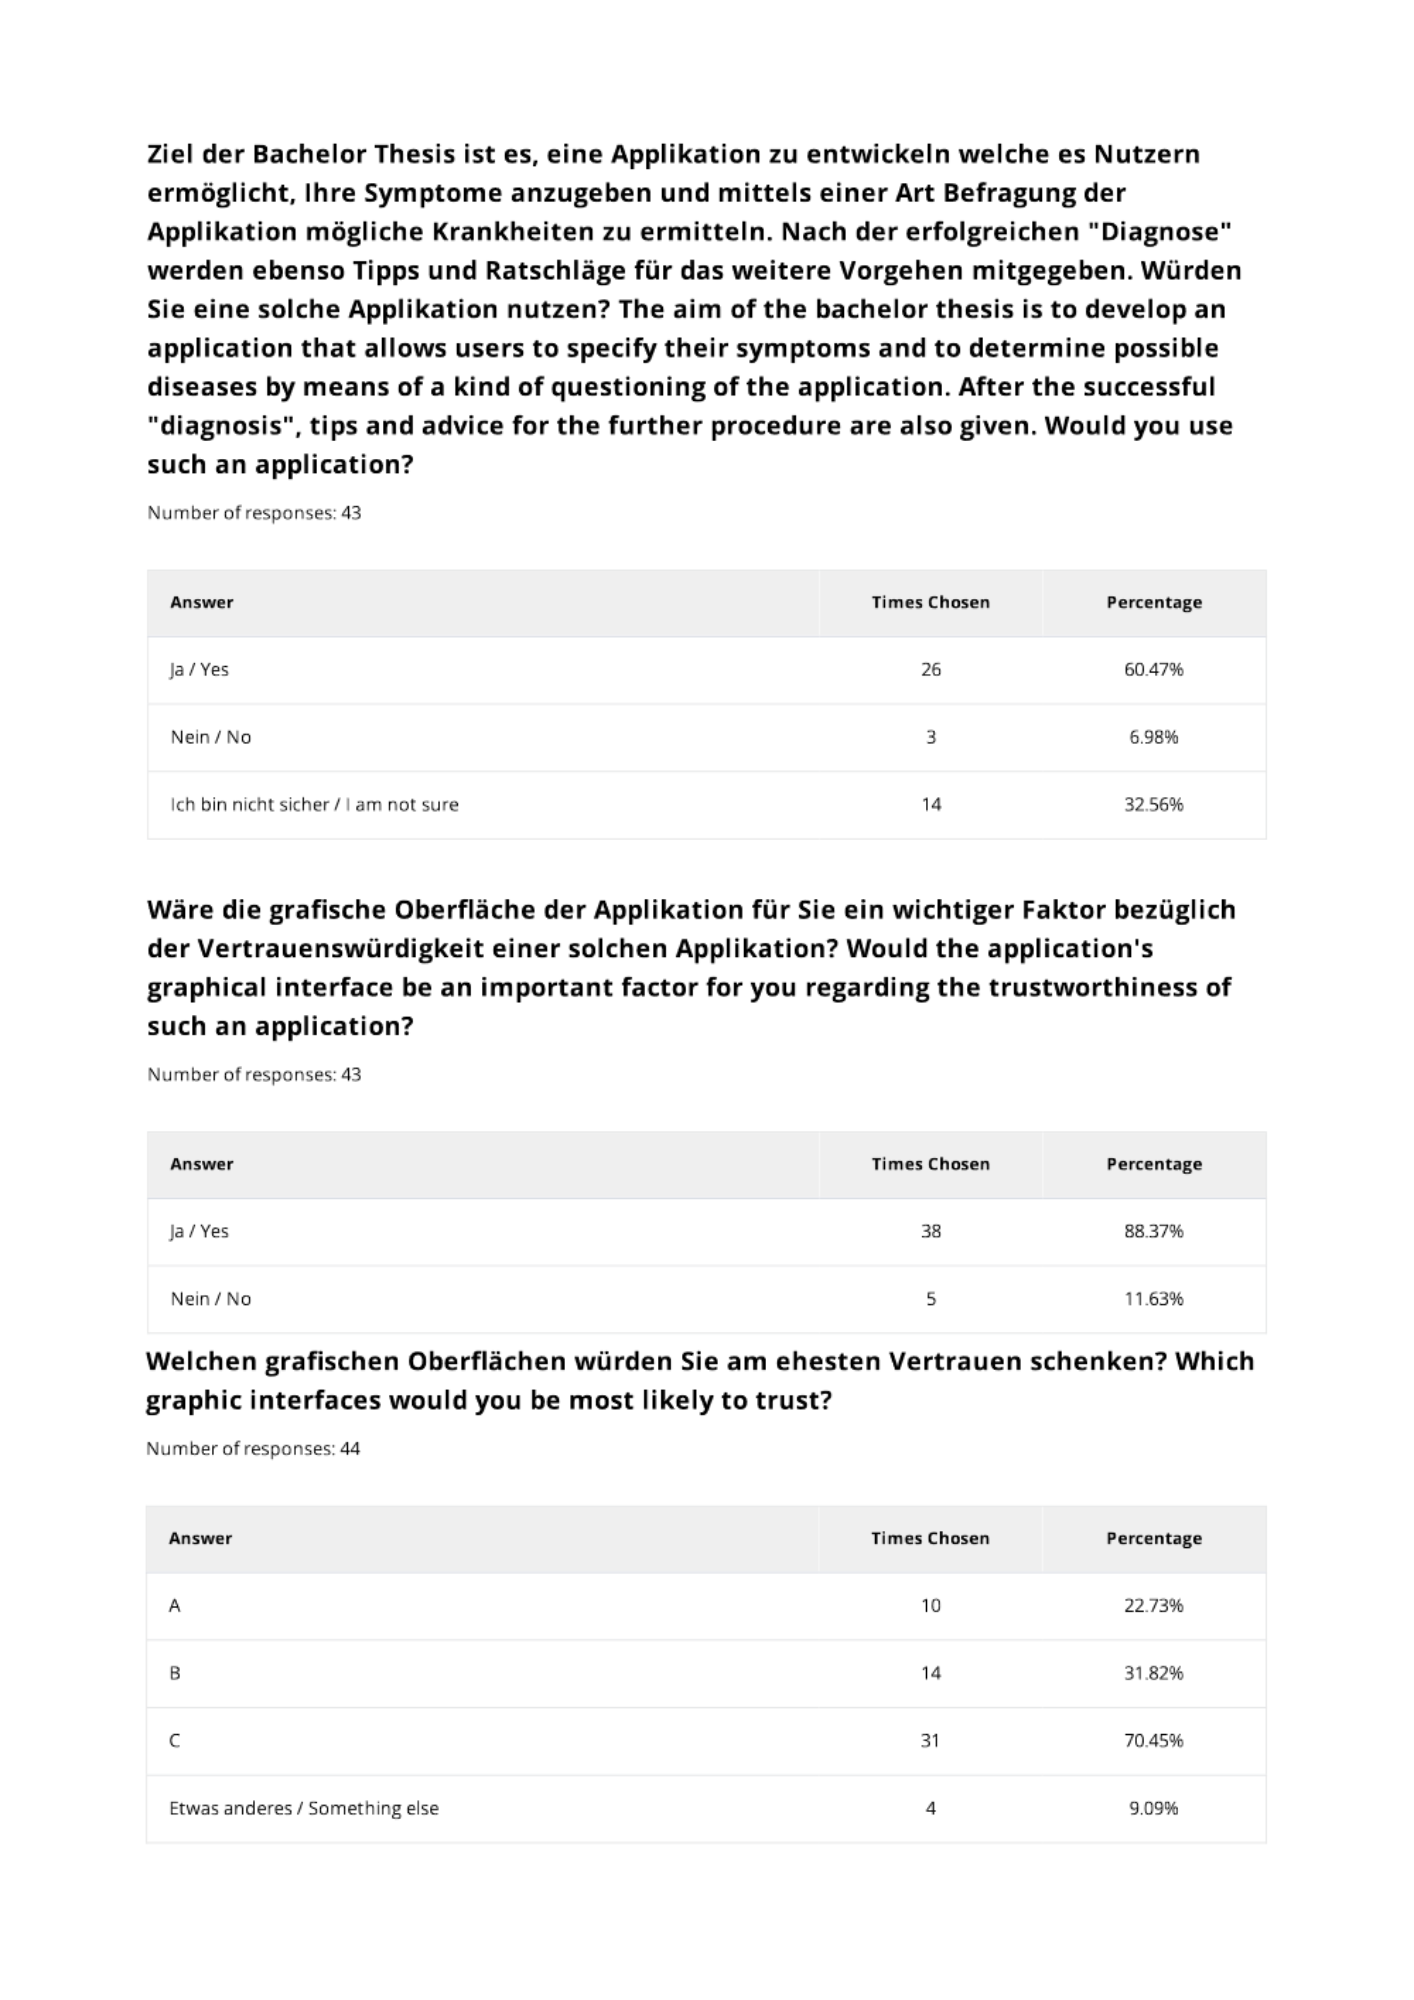 Ziel der Bachelor Thesis ist es, eine Applikation zu entwickeln welche es Nutzern
ermöglicht, Ihre Symptome anzugeben und mittels einer Art Befragung der
Applikation mögliche Krankheiten zu ermitteln. Nach der erfolgreichen "Diagnose"
werden ebenso Tipps und Ratschläge für das weitere Vorgehen mitgegeben. Würden
Sie eine solche Applikation nutzen? The aim of the bachelor thesis is to develop an
application that allows users to specify their symptoms and to determine possible
diseases by means of a kind of questioning of the application. After the successful
"diagnosis", tips and advice for the further procedure are also given. Would you use
such an application?
Number of responses: 43
Answer Times Chosen Percentage
Ja / Yes 26 60.47%
Nein / No 3 6.98%
Ich bin nicht sicher / I am not sure 14 32.56%
Wäre die grafische Oberfläche der Applikation für Sie ein wichtiger Faktor bezüglich
der Vertrauenswürdigkeit einer solchen Applikation? Would the application's
graphical interface be an important factor for you regarding the trustworthiness of
such an application?
Number of responses: 43
Answer Times Chosen Percentage
Ja / Yes 38 88.37%
Nein / No 5 11.63%
Welchen grafischen Oberflächen würden Sie am ehesten Vertrauen schenken? Which
graphic interfaces would you be most likely to trust?
Number of responses: 44
Answer Times Chosen Percentage
A 10 22.73%
B 14 31.82%
C 31 70.45%
Etwas anderes / Something else 4 9.09%